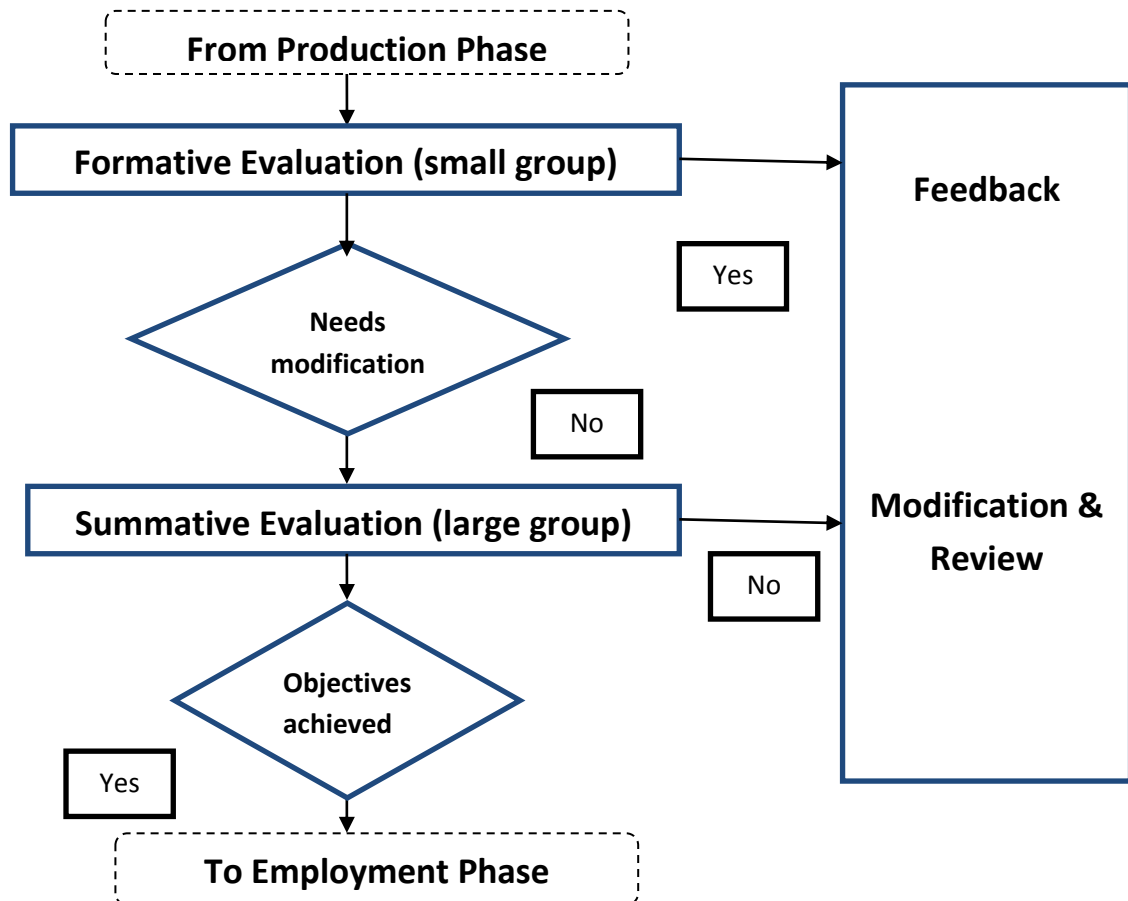 From Production Phase
Formative Evaluation (small group)
Feedback
Yes
Needs
modification
No
Summative Evaluation (large group)
Modification &
Review
No
Objectives
achieved
Yes
To Employment Phase